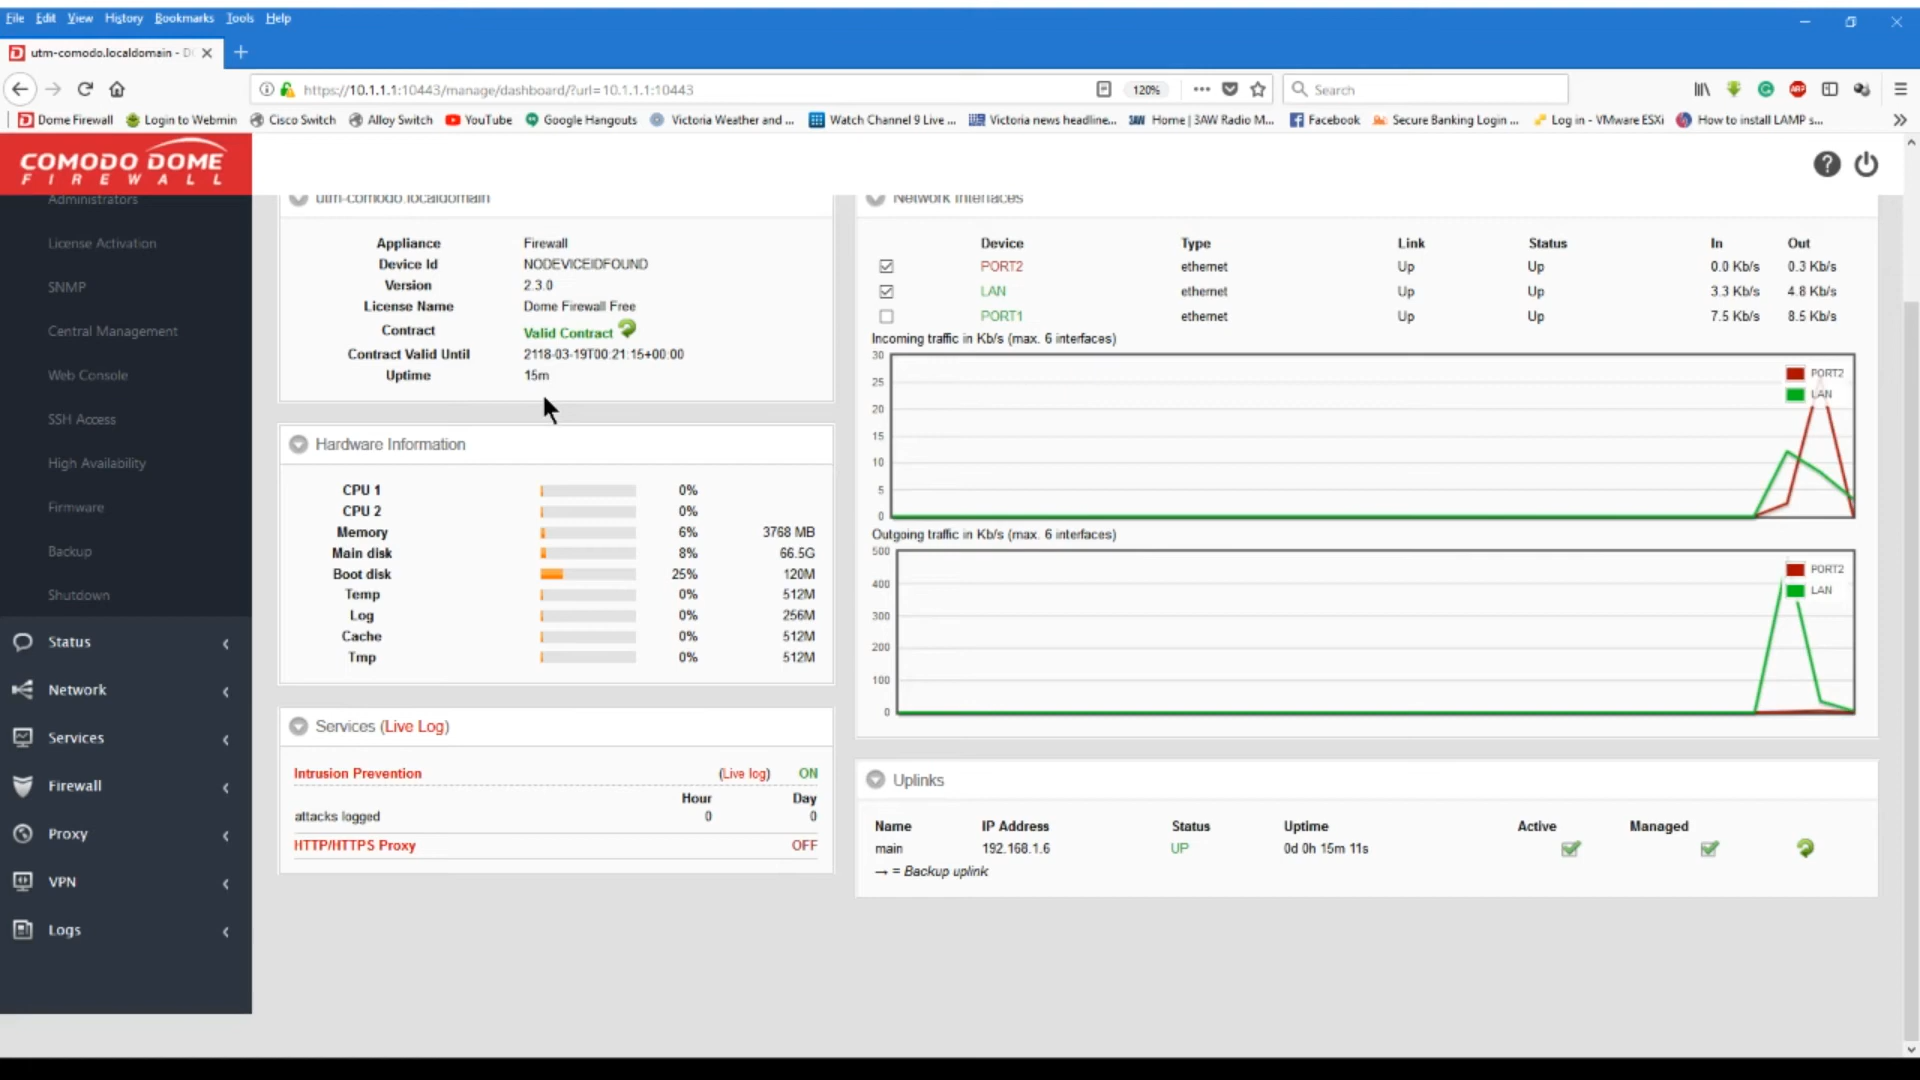 File Edit View History Bookmarks Tools Help
utm-comodo.localdomain - D
https://10.1.1.1:10443/manage/dashboard/?url=10.1.1.1:10443 120% Search
Dome Firewall Login to Webmin Cisco Switch Alloy Switch YouTube Google Hangouts Victoria Weather and ... Watch Channel 9 Live ... Victoria news headline... 3AW Home | 3AW Radio M... Facebook Secure Banking Login ... Log in - VMware ESXi How to install LAMP s...
COMODO DOME
FIREWALL
Administrators
License Activation
SNMP
Central Management
Web Console
SSH Access
High Availability
Firmware
Backup
Shutdown
Status
Network
Services
Firewall
Proxy
VPN
Logs
utm-comodo.localdomain
Appliance Firewall
Device Id NODEVICEIDFOUND
Version 2.3.0
License Name Dome Firewall Free
Contract Valid Contract
Contract Valid Until 2118-03-19T00:21:15+00:00
Uptime 15m
Hardware Information
CPU 1 0%
CPU 2 0%
Memory 6% 3768 MB
Main disk 8% 66.5G
Boot disk 25% 120M
Temp 0% 512M
Log 0% 256M
Cache 0% 512M
Tmp 0% 512M
Services (Live Log)
Intrusion Prevention (Live log) ON
Hour Day
attacks logged 0 0
HTTP/HTTPS Proxy OFF
Network Interfaces
Device Type Link Status In Out
PORT2 ethernet Up Up 0.0 Kb/s 0.3 Kb/s
LAN ethernet Up Up 3.3 Kb/s 4.8 Kb/s
PORT1 ethernet Up Up 7.5 Kb/s 8.5 Kb/s
Incoming traffic in Kb/s (max. 6 interfaces)
30
25
20
15
10
5
0
PORT2
LAN
Outgoing traffic in Kb/s (max. 6 interfaces)
500
400
300
200
100
0
PORT2
LAN
Uplinks
Name IP Address Status Uptime Active Managed
main 192.168.1.6 UP 0d 0h 15m 11s
→ = Backup uplink